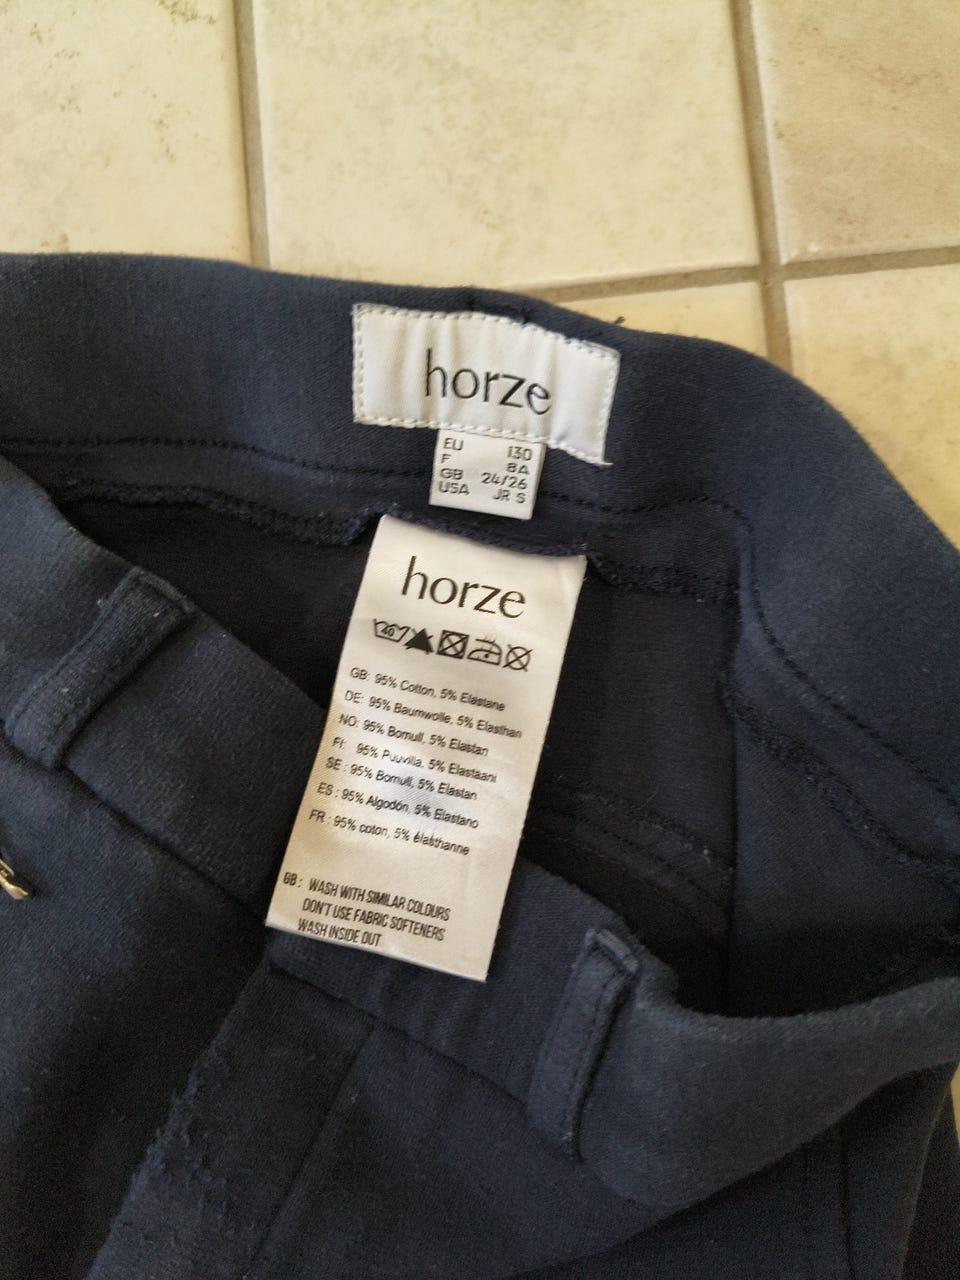 horze
EU 130
F 8A
GB 24/26
USA JR S
horze
40
GB: 95% Cotton, 5% Elastane
DE: 95% Baumwolle, 5% Elasthan
NO: 95% Bomull, 5% Elastan
FI: 95% Puuvilla, 5% Elastaani
SE : 95% Bomull, 5% Elastan
ES : 95% Algodón, 5% Elastano
FR : 95% coton, 5% élasthanne
GB : WASH WITH SIMILAR COLOURS
DON'T USE FABRIC SOFTENERS
WASH INSIDE OUT